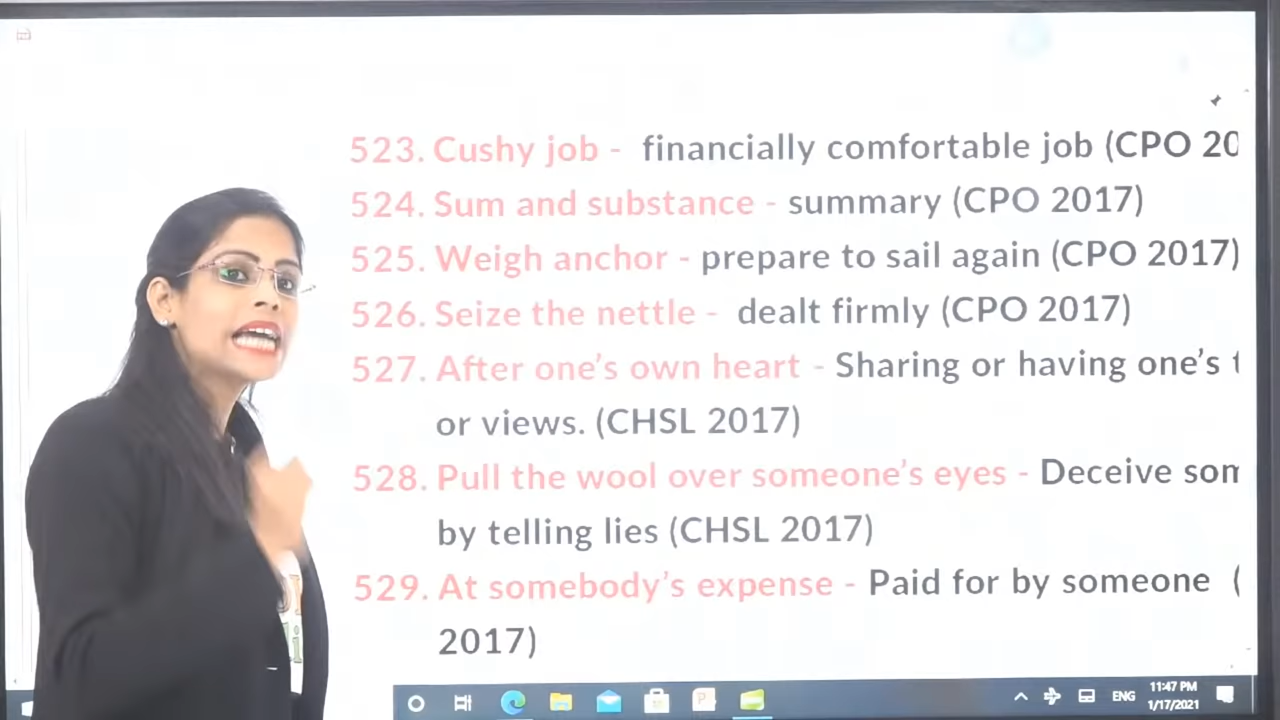 523. Cushy job - financially comfortable job (CPO 20
524. Sum and substance - summary (CPO 2017)
525. Weigh anchor - prepare to sail again (CPO 2017)
526. Seize the nettle - dealt firmly (CPO 2017)
527. After one's own heart - Sharing or having one's
or views. (CHSL 2017)
528. Pull the wool over someone's eyes - Deceive
by telling lies (CHSL 2017)
529. At somebody's expense - Paid for by someone (
2017)
ENG
11:47 PM
1/17/2021